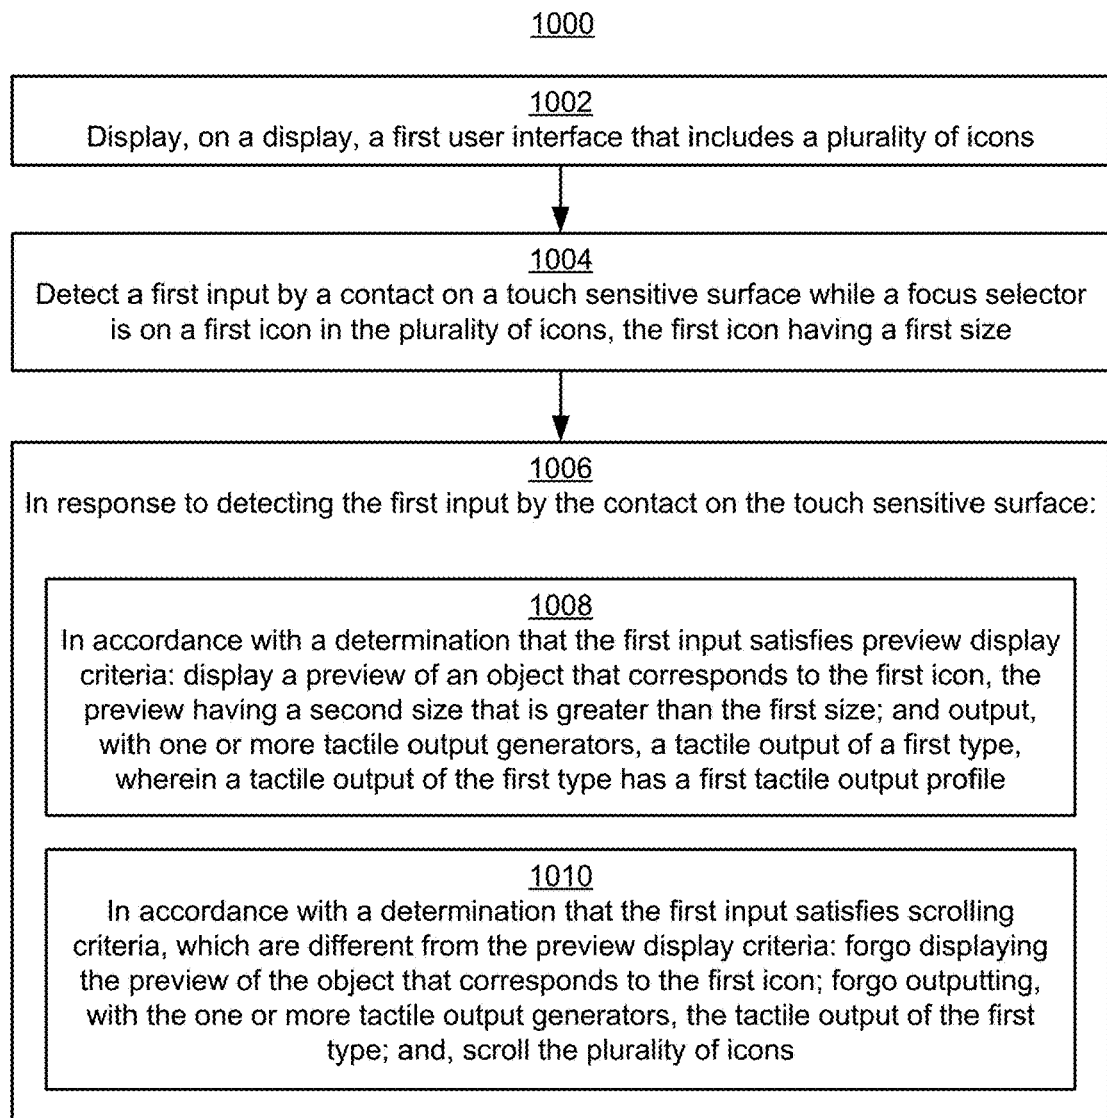 1000
1002
Display, on a display, a first user interface that includes a plurality of icons
1004
Detect a first input by a contact on a touch sensitive surface while a focus selector
is on a first icon in the plurality of icons, the first icon having a first size
1006
In response to detecting the first input by the contact on the touch sensitive surface:
1008
In accordance with a determination that the first input satisfies preview display
criteria: display a preview of an object that corresponds to the first icon, the
preview having a second size that is greater than the first size; and output,
with one or more tactile output generators, a tactile output of a first type,
wherein a tactile output of the first type has a first tactile output profile
1010
In accordance with a determination that the first input satisfies scrolling
criteria, which are different from the preview display criteria: forgo displaying
the preview of the object that corresponds to the first icon; forgo outputting,
with the one or more tactile output generators, the tactile output of the first
type; and, scroll the plurality of icons